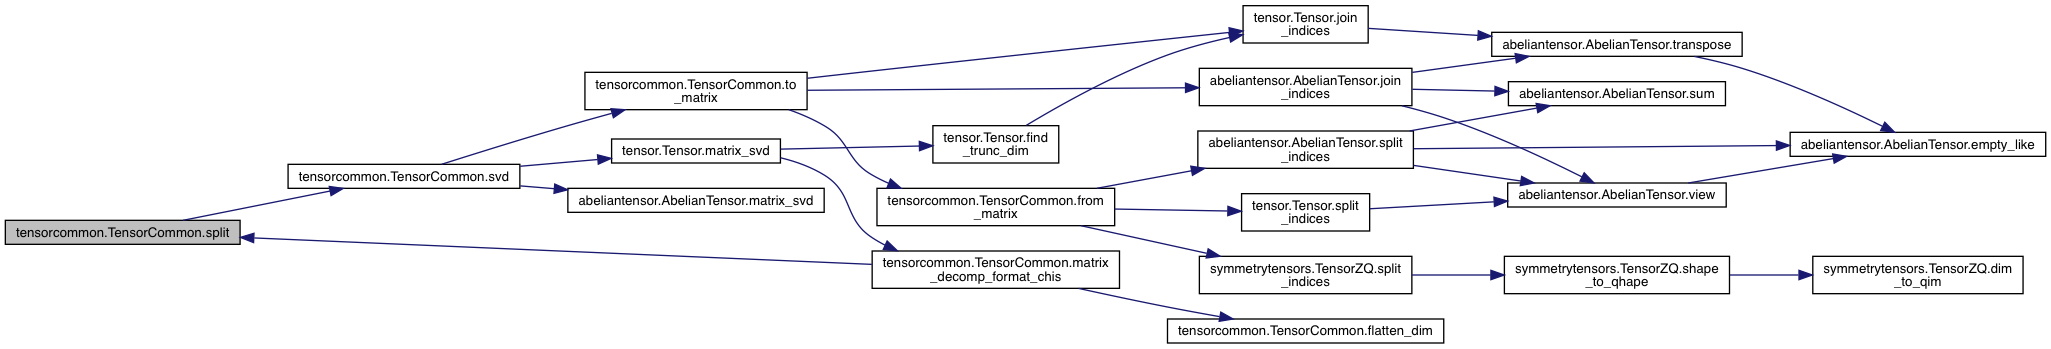 tensorcommon.TensorCommon.split
tensorcommon.TensorCommon.svd
tensorcommon.TensorCommon.to
_matrix
tensor.Tensor.matrix_svd
abeliantensor.AbelianTensor.matrix_svd
tensor.Tensor.find
_trunc_dim
tensorcommon.TensorCommon.from
_matrix
tensorcommon.TensorCommon.matrix
_decomp_format_chis
tensor.Tensor.join
_indices
abeliantensor.AbelianTensor.join
_indices
abeliantensor.AbelianTensor.split
_indices
tensor.Tensor.split
_indices
symmetrytensors.TensorZQ.split
_indices
tensorcommon.TensorCommon.flatten_dim
abeliantensor.AbelianTensor.transpose
abeliantensor.AbelianTensor.sum
abeliantensor.AbelianTensor.view
symmetrytensors.TensorZQ.shape
_to_qhape
abeliantensor.AbelianTensor.empty_like
symmetrytensors.TensorZQ.dim
_to_qim